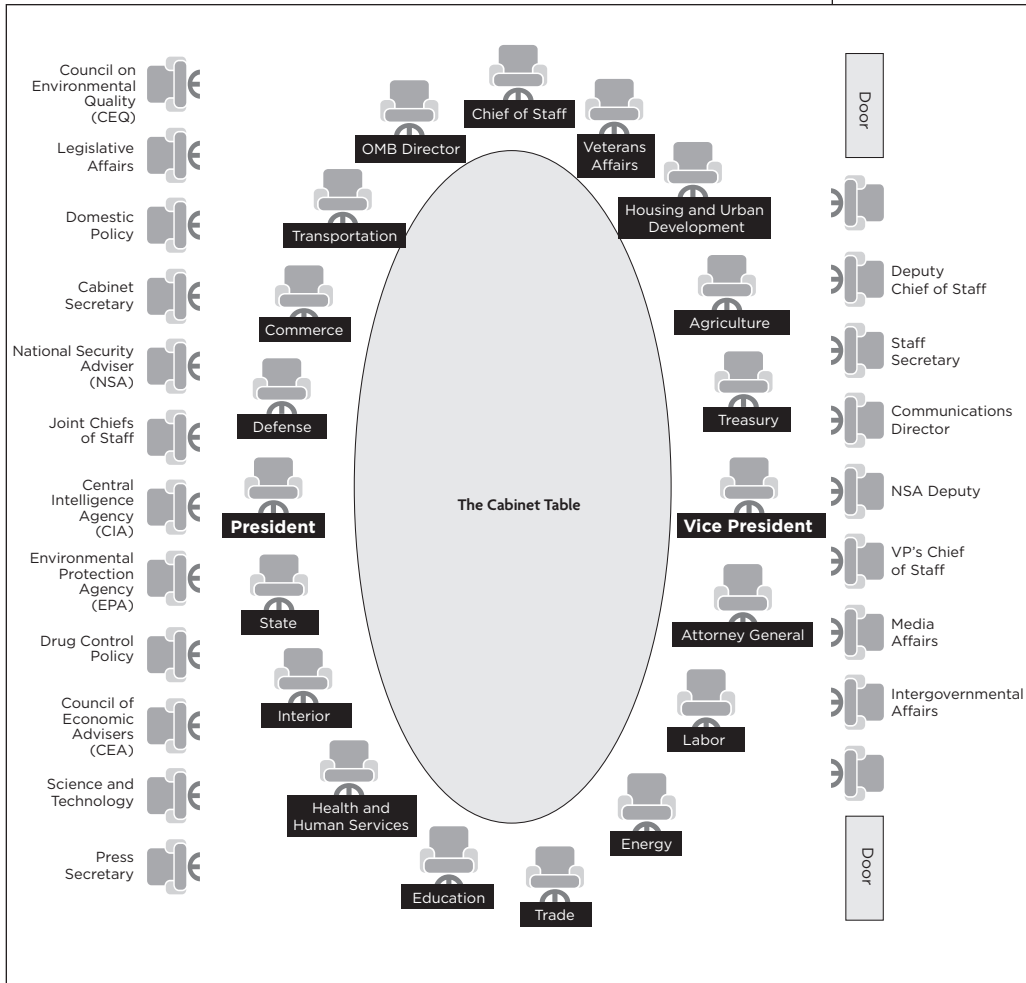 Council on
Environmental
Quality
(CEQ)
Legislative
Affairs
Domestic
Policy
Cabinet
Secretary
National Security
Adviser
(NSA)
Joint Chiefs
of Staff
Central
Intelligence
Agency
(CIA)
Environmental
Protection
Agency
(EPA)
Drug Control
Policy
Council of
Economic
Advisers
(CEA)
Science and
Technology
Press
Secretary
Chief of Staff
OMB Director
Veterans
Affairs
Transportation
Housing and Urban
Development
Commerce
Agriculture
Defense
Treasury
The Cabinet Table
President
Vice President
State
Attorney General
Interior
Labor
Health and
Human Services
Energy
Education
Trade
Door
Deputy
Chief of Staff
Staff
Secretary
Communications
Director
NSA Deputy
VP's Chief
of Staff
Media
Affairs
Intergovernmental
Affairs
Door